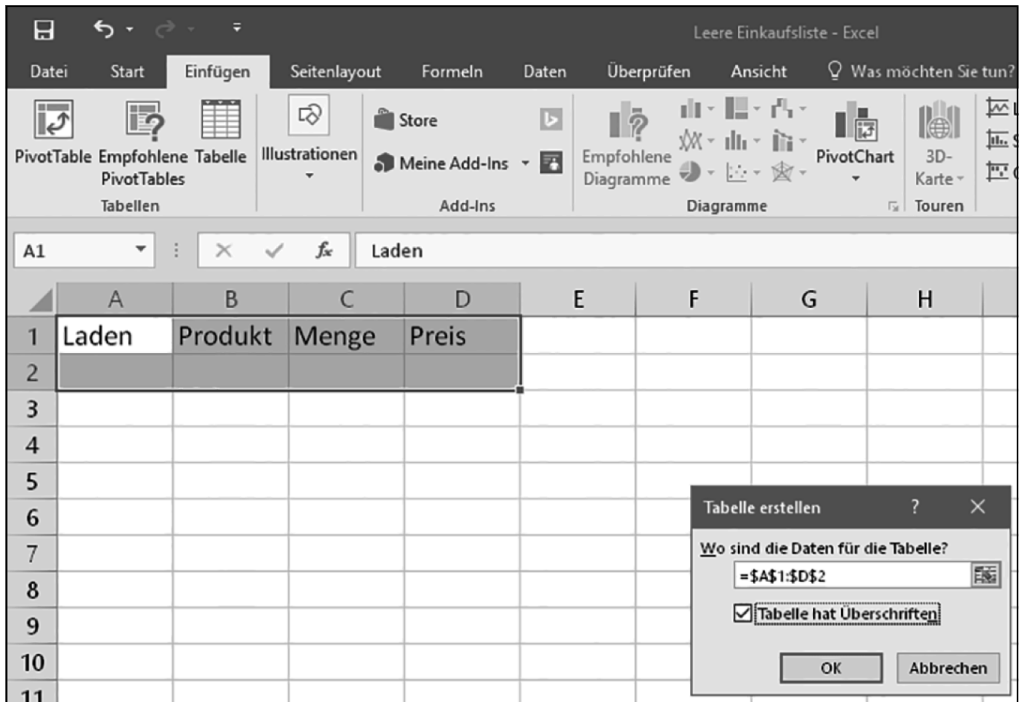 Leere Einkaufsliste - Excel
Datei Start Einfügen Seitenlayout Formeln Daten Überprüfen Ansicht Was möchten Sie tun?
PivotTable Empfohlene PivotTables Tabelle
Tabellen
Illustrationen
Store
Meine Add-Ins
Add-Ins
Empfohlene Diagramme
PivotChart
Diagramme
3D-Karte
Touren
A1 fx Laden
A B C D E F G H
1 Laden Produkt Menge Preis
2
3
4
5
6
7
8
9
10
11
Tabelle erstellen ?
Wo sind die Daten für die Tabelle?
=$A$1:$D$2
Tabelle hat Überschriften
OK Abbrechen